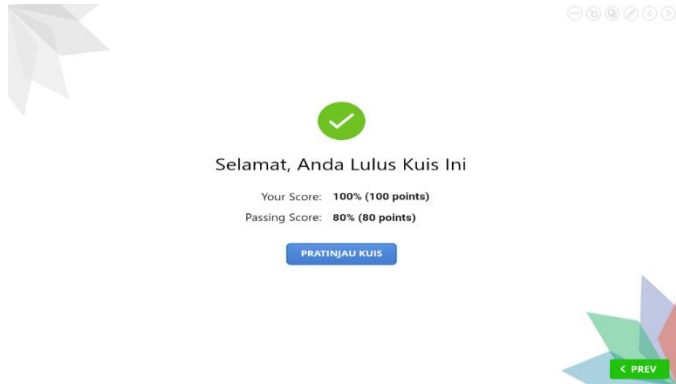 Selamat, Anda Lulus Kuis Ini
Your Score: 100% (100 points)
Passing Score: 80% (80 points)
PRATINJAU KUIS
< PREV